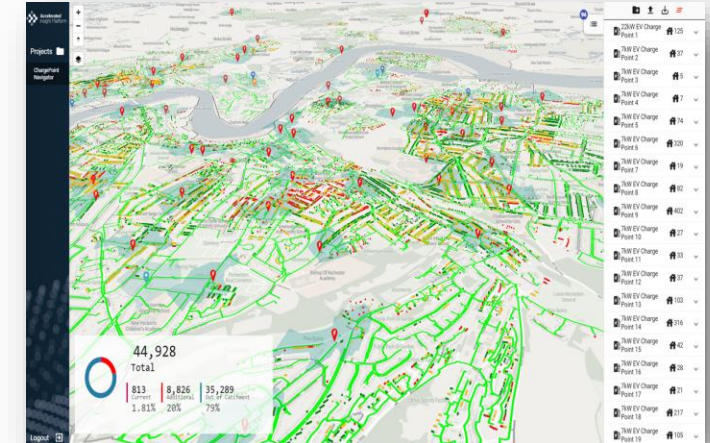 Accelerated
Insight Platform
Projects
ChargePoint
Navigator
Logout
44,928
Total
813
Current
1.81%
8,826
Additional
20%
35,289
Out of Catchment
79%
22kW EV Charge
Point 1
125
7kW EV Charge
Point 2
37
7kW EV Charge
Point 3
5
7kW EV Charge
Point 4
7
7kW EV Charge
Point 5
74
7kW EV Charge
Point 6
320
7kW EV Charge
Point 7
19
7kW EV Charge
Point 8
92
7kW EV Charge
Point 9
402
7kW EV Charge
Point 10
27
7kW EV Charge
Point 11
33
7kW EV Charge
Point 12
37
7kW EV Charge
Point 13
103
7kW EV Charge
Point 14
316
7kW EV Charge
Point 15
42
7kW EV Charge
Point 16
28
7kW EV Charge
Point 17
21
7kW EV Charge
Point 18
217
7kW EV Charge
Point 19
105